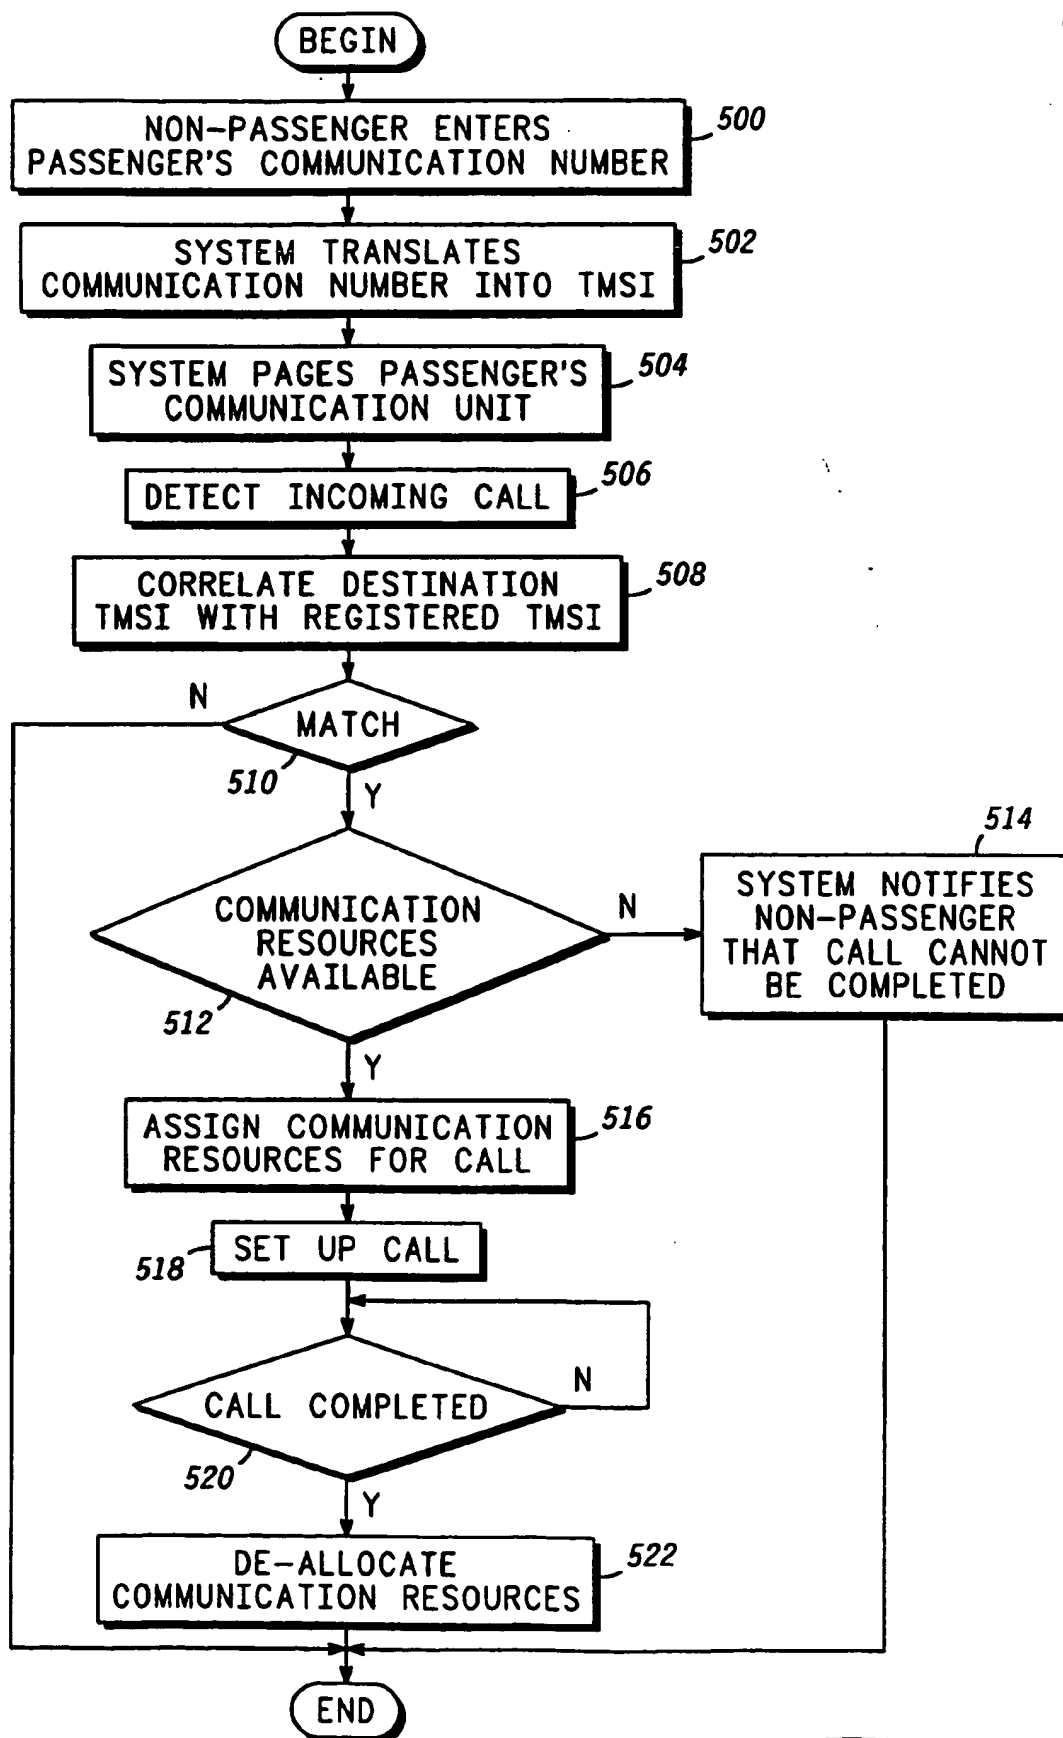 BEGIN
NON-PASSENGER ENTERS
PASSENGER'S COMMUNICATION NUMBER
500
SYSTEM TRANSLATES
COMMUNICATION NUMBER INTO TMSI
502
SYSTEM PAGES PASSENGER'S
COMMUNICATION UNIT
504
DETECT INCOMING CALL
506
CORRELATE DESTINATION
TMSI WITH REGISTERED TMSI
508
N
MATCH
510
Y
COMMUNICATION
RESOURCES
AVAILABLE
512
N
514
SYSTEM NOTIFIES
NON-PASSENGER
THAT CALL CANNOT
BE COMPLETED
Y
ASSIGN COMMUNICATION
RESOURCES FOR CALL
516
SET UP CALL
518
CALL COMPLETED
N
520
Y
DE-ALLOCATE
COMMUNICATION RESOURCES
522
END